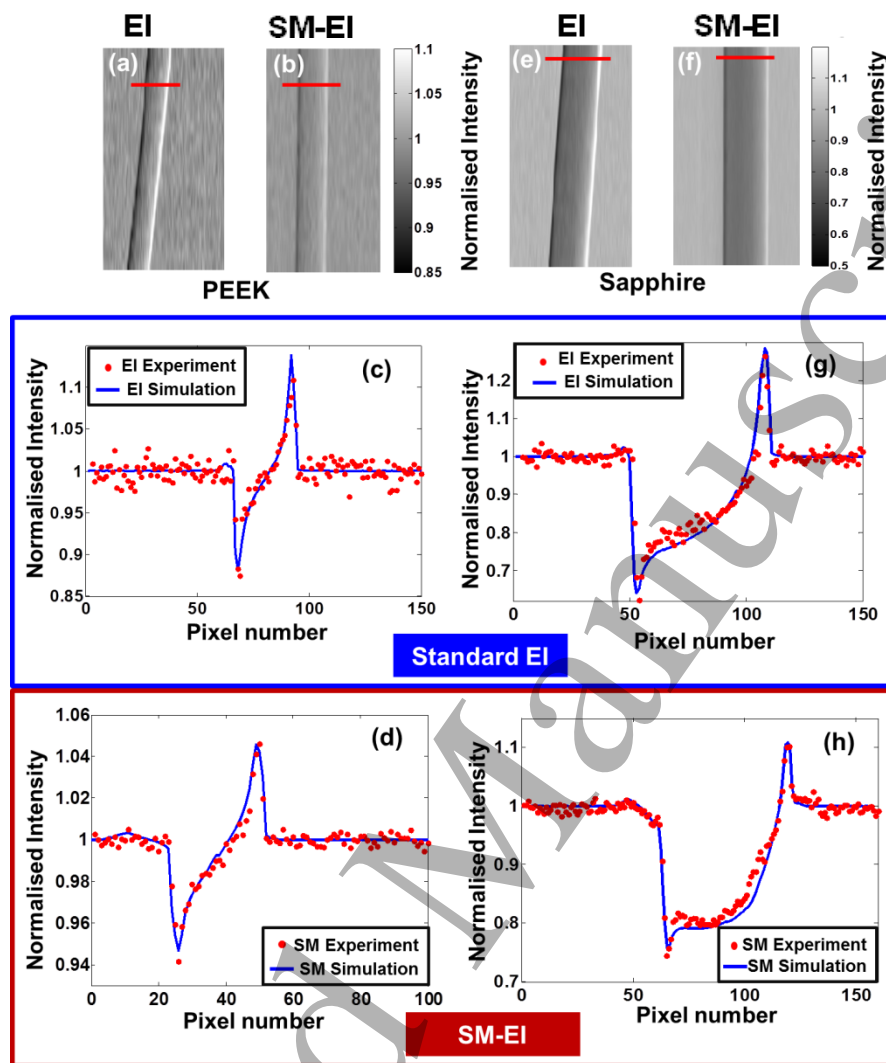 EI SM-EI EI SM-EI
(a) (b) (e) (f)
1.1
1.05
1
0.95
0.9
0.85
Normalised Intensity
1.1
1
0.9
0.8
0.7
0.6
0.5
Normalised Intensity
PEEK
Sapphire
EI Experiment
EI Simulation
(c)
1.1
1.05
1
0.95
0.9
0.85
Normalised Intensity
0 50 100 150
Pixel number
EI Experiment
EI Simulation
(g)
1.2
1.1
1
0.9
0.8
0.7
Normalised Intensity
0 50 100 150
Pixel number
Standard EI
(d)
1.06
1.04
1.02
1
0.98
0.96
0.94
Normalised Intensity
SM Experiment
SM Simulation
0 20 40 60 80 100
Pixel number
(h)
1.1
1
0.9
0.8
0.7
Normalised Intensity
SM Experiment
SM Simulation
0 50 100 150
Pixel number
SM-EI
d Manusc